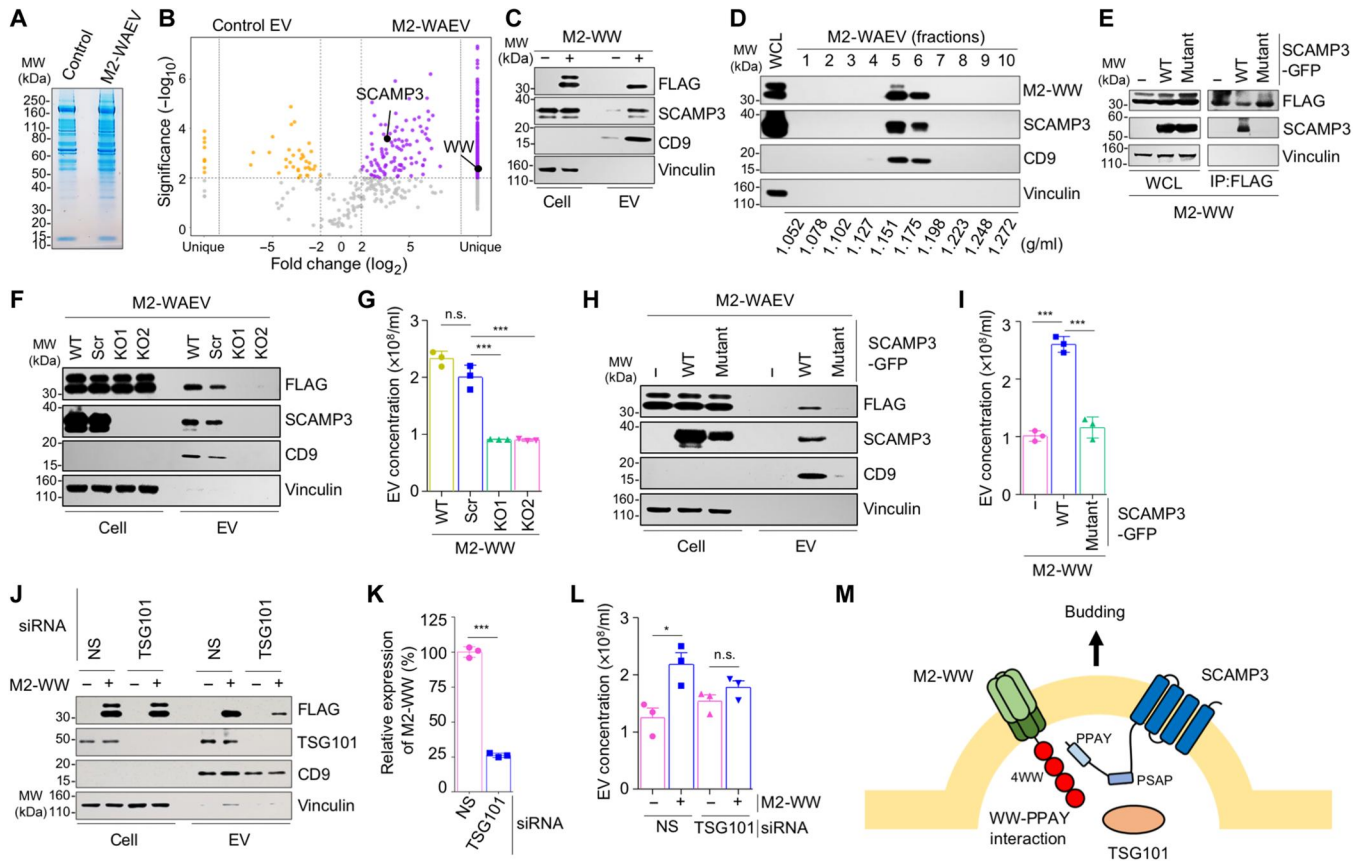 A
Control
M2-WAEV
MW
(kDa)
250
160
110
80
60
50
40
30
20
15
10
B
Control EV
M2-WAEV
Significance (−log10)
6
4
2
0
SCAMP3
WW
Unique
−5
−2
0
2
5
Unique
Fold change (log2)
C
M2-WW
MW
(kDa)
−
+
−
+
40
30
40
20
15
160
110
FLAG
SCAMP3
CD9
Vinculin
Cell
EV
D
M2-WAEV (fractions)
MW
(kDa)
WCL
1
2
3
4
5
6
7
8
9
10
30
40
20
15
160
110
M2-WW
SCAMP3
CD9
Vinculin
1.052
1.078
1.102
1.127
1.151
1.175
1.198
1.223
1.248
1.272
(g/ml)
E
MW
(kDa)
−
WT
Mutant
−
WT
Mutant
SCAMP3
-GFP
40
30
60
50
160
110
FLAG
SCAMP3
Vinculin
WCL
IP:FLAG
M2-WW
F
M2-WAEV
MW
(kDa)
WT
Scr
KO1
KO2
WT
Scr
KO1
KO2
30
40
20
15
160
110
FLAG
SCAMP3
CD9
Vinculin
Cell
EV
G
EV concentration (×10⁸/ml)
3
2
1
0
n.s.
***
***
WT
Scr
KO1
KO2
M2-WW
H
M2-WAEV
MW
(kDa)
−
WT
Mutant
−
WT
Mutant
SCAMP3
-GFP
30
40
20
15
160
110
FLAG
SCAMP3
CD9
Vinculin
Cell
EV
I
EV concentration (×10⁸/ml)
3
2
1
0
***
***
−
WT
Mutant
SCAMP3
-GFP
M2-WW
J
siRNA
NS
TSG101
NS
TSG101
M2-WW
−
+
−
+
−
+
−
+
30
50
20
15
MW
(kDa)
160
110
FLAG
TSG101
CD9
Vinculin
Cell
EV
K
Relative expression
of M2-WW (%)
125
100
75
50
25
0
***
NS
TSG101
siRNA
L
EV concentration (×10⁸/ml)
3
2
1
0
*
n.s.
−
+
−
+
M2-WW
NS
TSG101
siRNA
M
Budding
M2-WW
SCAMP3
PPAY
4WW
PSAP
WW-PPAY
interaction
TSG101